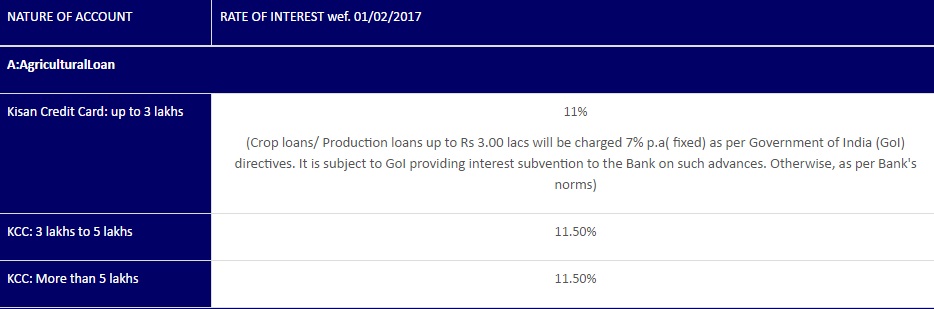 NATURE OF ACCOUNT
RATE OF INTEREST wef. 01/02/2017
A:AgriculturalLoan
Kisan Credit Card: up to 3 lakhs
11%
(Crop loans/ Production loans up to Rs 3.00 lacs will be charged 7% p.a( fixed) as per Government of India (GoI)
directives. It is subject to GoI providing interest subvention to the Bank on such advances. Otherwise, as per Bank's
norms)
KCC: 3 lakhs to 5 lakhs
11.50%
KCC: More than 5 lakhs
11.50%